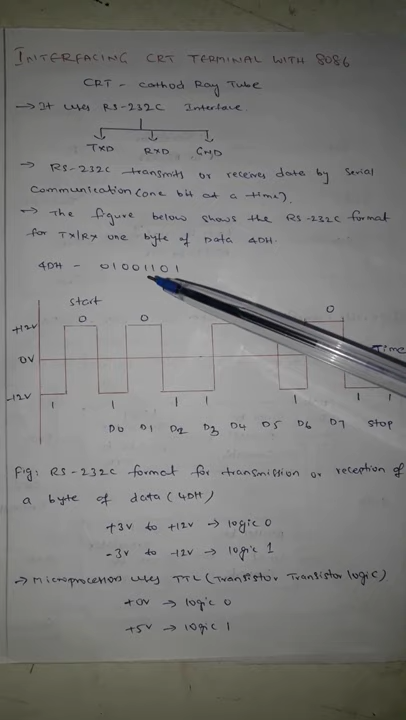 INTERFACING CRT TERMINAL WITH 8086
CRT - Cathod Ray Tube
→ It uses RS-232C Interface.
TXD RXD GND
→ RS-232C transmits or receives data by serial
communication (one bit at a time).
→ The figure below shows the RS-232C format
for Tx/Rx one byte of Data 4DH.
4DH - 01001101
start
0 0 0
+12V
0V Time
-12V
1 1 1 1 1 1 1
D0 D1 D2 D3 D4 D5 D6 D7 stop
Fig: RS-232C format for transmission or reception of
a byte of data (4DH)
+3V to +12V → logic 0
-3V to -12V → logic 1
→ Microprocessors uses TTL (Transistor Transistor logic)
+0V → logic 0
+5V → logic 1